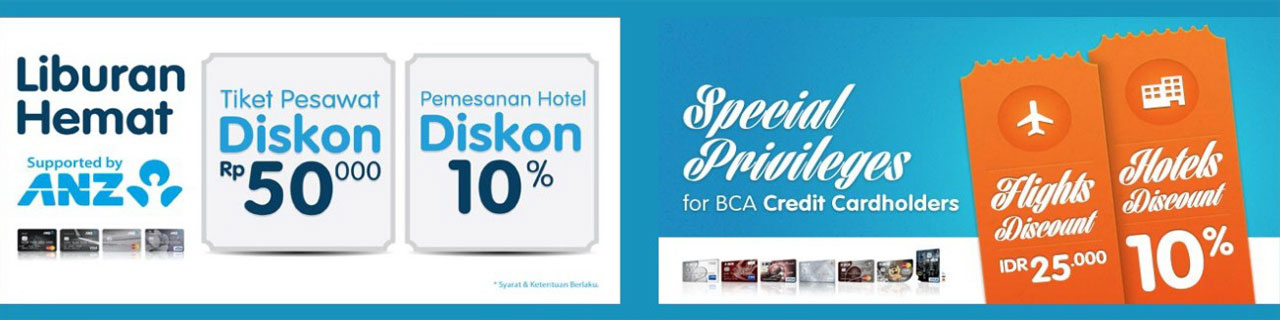 Liburan
Hemat
Supported by
ANZ
Tiket Pesawat
Diskon
Rp 50 000
Pemesanan Hotel
Diskon
10%
* Syarat & Ketentuan Berlaku.
Special
Privileges
for BCA Credit Cardholders
Flights
Discount
IDR 25.000
Hotels
Discount
10%